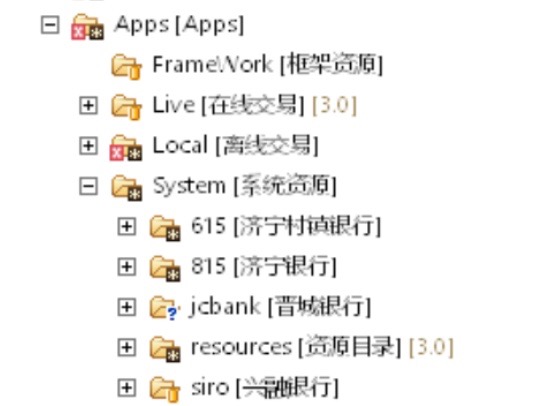 Apps [Apps]
FrameWork [框架资源]
Live [在线交易] [3.0]
Local [离线交易]
System [系统资源]
615 [济宁村镇银行]
815 [济宁银行]
jcbank [晋城银行]
resources [资源目录] [3.0]
siro [兴融银行]